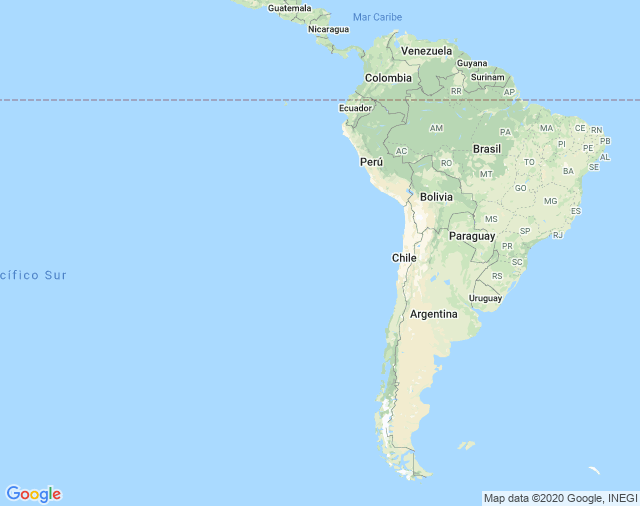 Guatemala
Mar Caribe
Nicaragua
Venezuela
Guyana
Colombia
Surinam
RR
AP
Ecuador
AM
PA
MA
CE
RN
PB
PI
PE
AL
Brasil
AC
Perú
RO
TO
SE
BA
MT
GO
Bolivia
MG
ES
MS
SP
RJ
Paraguay
PR
Chile
SC
cífico Sur
RS
Uruguay
Argentina
Google
Map data ©2020 Google, INEGI